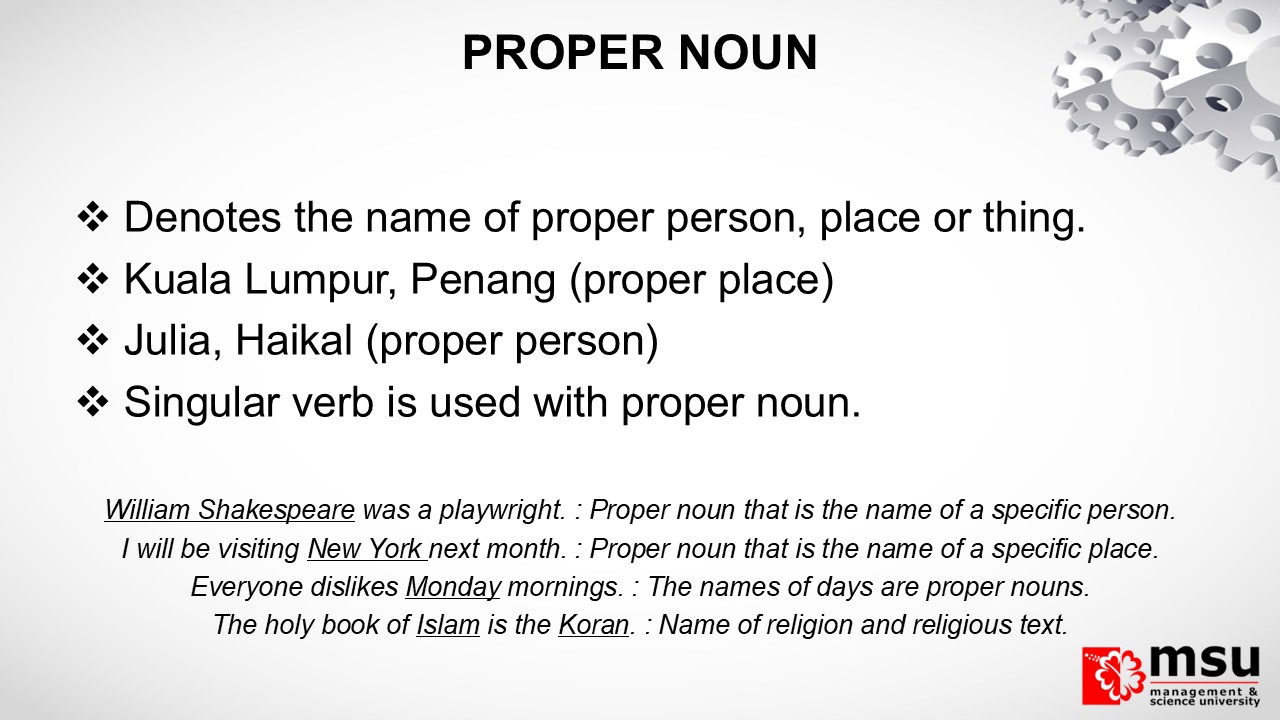 PROPER NOUN
❖ Denotes the name of proper person, place or thing.
❖ Kuala Lumpur, Penang (proper place)
❖ Julia, Haikal (proper person)
❖ Singular verb is used with proper noun.
William Shakespeare was a playwright. : Proper noun that is the name of a specific person.
I will be visiting New York next month. : Proper noun that is the name of a specific place.
Everyone dislikes Monday mornings. : The names of days are proper nouns.
The holy book of Islam is the Koran. : Name of religion and religious text.
msu
management &
science university